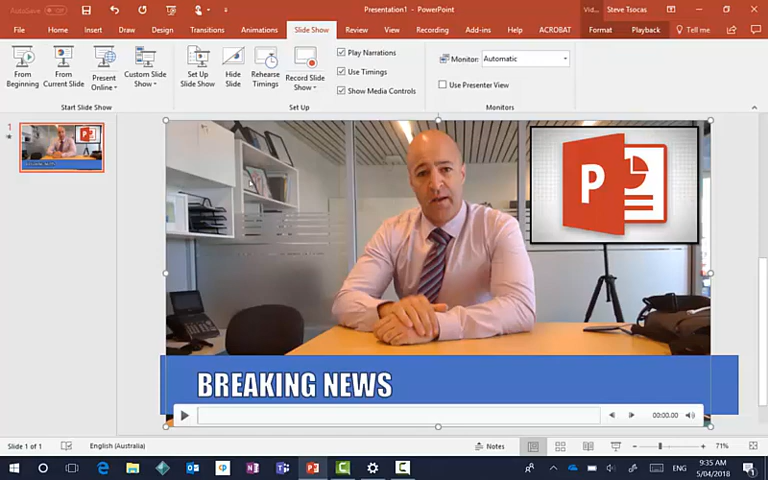 AutoSave Off
Presentation1 - PowerPoint
Vid... Steve Tsocas
File Home Insert Draw Design Transitions Animations Slide Show Review View Recording Add-ins Help ACROBAT Format Playback Tell me
From Beginning
From Current Slide
Present Online
Custom Slide Show
Start Slide Show
Set Up Slide Show
Hide Slide
Rehearse Timings
Record Slide Show
Play Narrations
Use Timings
Show Media Controls
Set Up
Monitor: Automatic
Use Presenter View
Monitors
1
P
BREAKING NEWS
00:00.00
Slide 1 of 1 English (Australia) Notes 71%
ENG 9:35 AM
5/04/2018